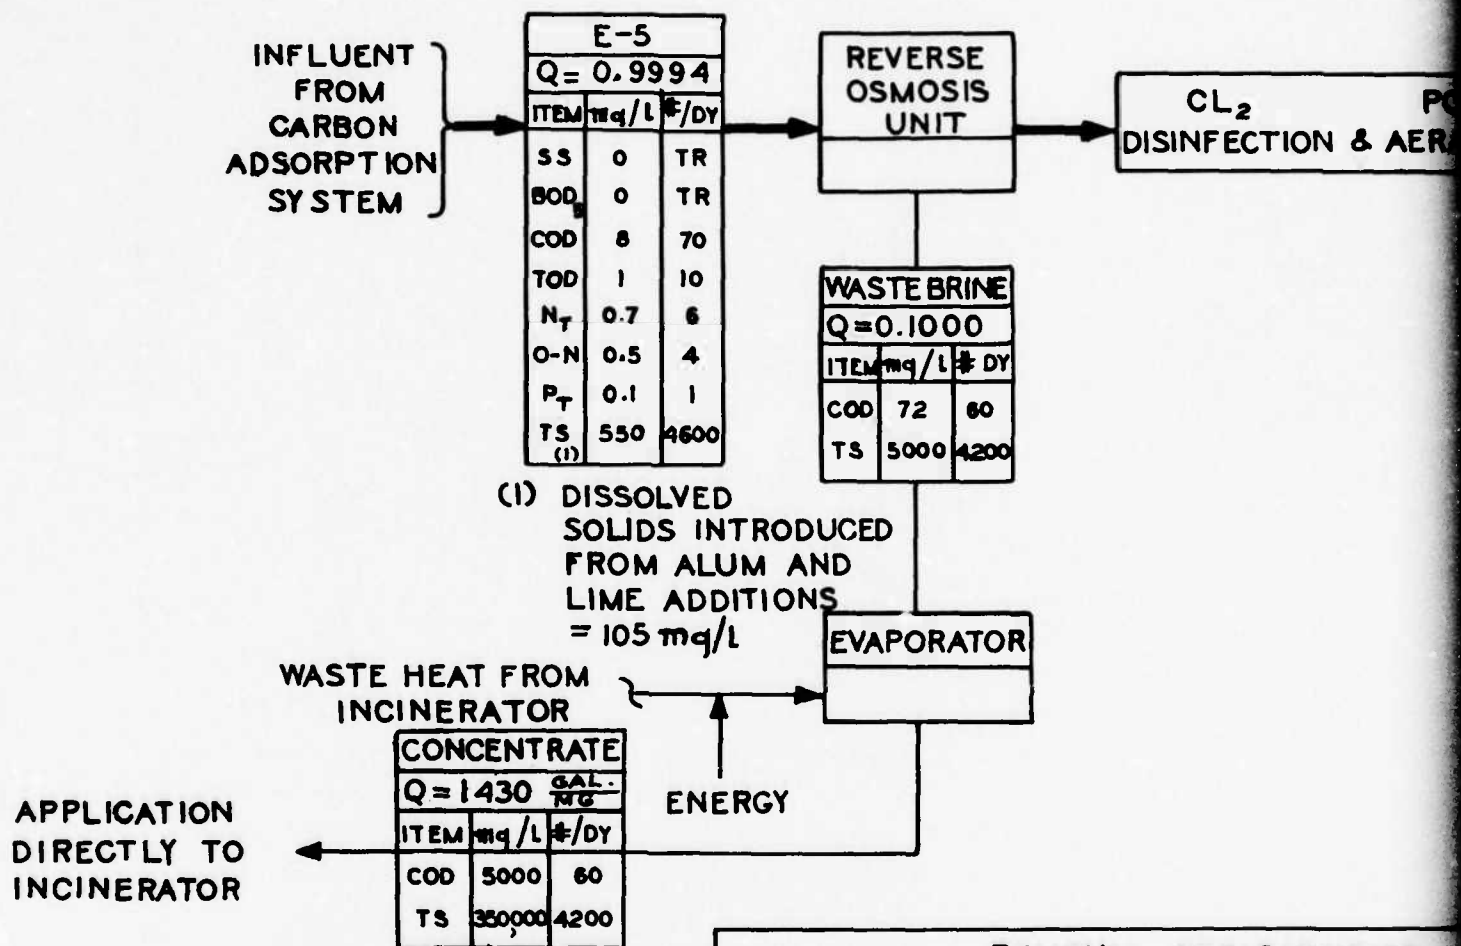 INFLUENT
FROM
CARBON
ADSORPTION
SYSTEM
E-5
Q= 0.9994
ITEM mg/l #/DY
SS 0 TR
BOD5 0 TR
COD 8 70
TOD 1 10
NT 0.7 6
O-N 0.5 4
PT 0.1 1
TS (1) 550 4600
(1) DISSOLVED
SOLIDS INTRODUCED
FROM ALUM AND
LIME ADDITIONS
= 105 mg/l
REVERSE
OSMOSIS
UNIT
CL2
DISINFECTION & AER
WASTE BRINE
Q=0.1000
ITEM mg/l # DY
COD 72 60
TS 5000 4200
EVAPORATOR
WASTE HEAT FROM
INCINERATOR
ENERGY
CONCENTRATE
Q=1430 GAL./MG
ITEM mg/l #/DY
COD 5000 60
TS 350,000 4200
APPLICATION
DIRECTLY TO
INCINERATOR